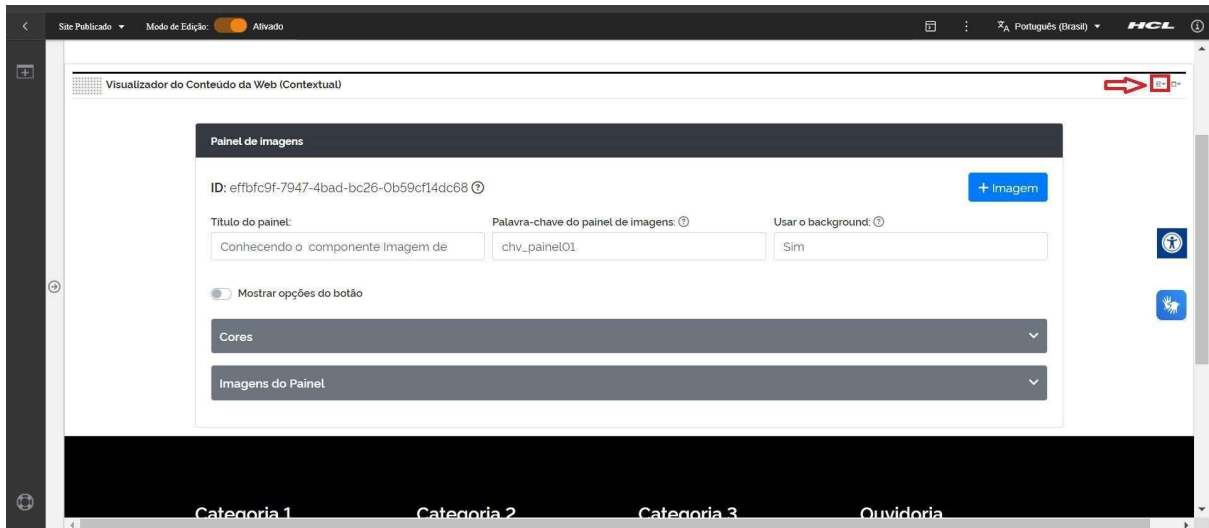 Site Publicado Modo de Edição: Ativado Português (Brasil) HCL
Visualizador do Conteúdo da Web (Contextual)
Painel de imagens
ID: effbfc9f-7947-4bad-bc26-0b59cf14dc68 + Imagem
Título do painel: Palavra-chave do painel de imagens: Usar o background:
Conhecendo o componente Imagem de chv_painel01 Sim
Mostrar opções do botão
Cores
Imagens do Painel
Categoria 1 Categoria 2 Categoria 3 Ouvidoria